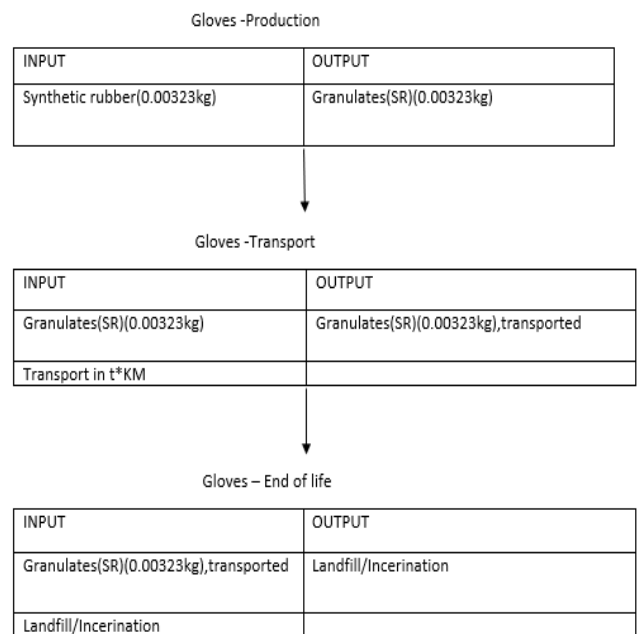 Gloves -Production
INPUT OUTPUT
Synthetic rubber(0.00323kg) Granulates(SR)(0.00323kg)
Gloves -Transport
INPUT OUTPUT
Granulates(SR)(0.00323kg) Granulates(SR)(0.00323kg),transported
Transport in t*KM
Gloves – End of life
INPUT OUTPUT
Granulates(SR)(0.00323kg),transported Landfill/Incerination
Landfill/Incerination